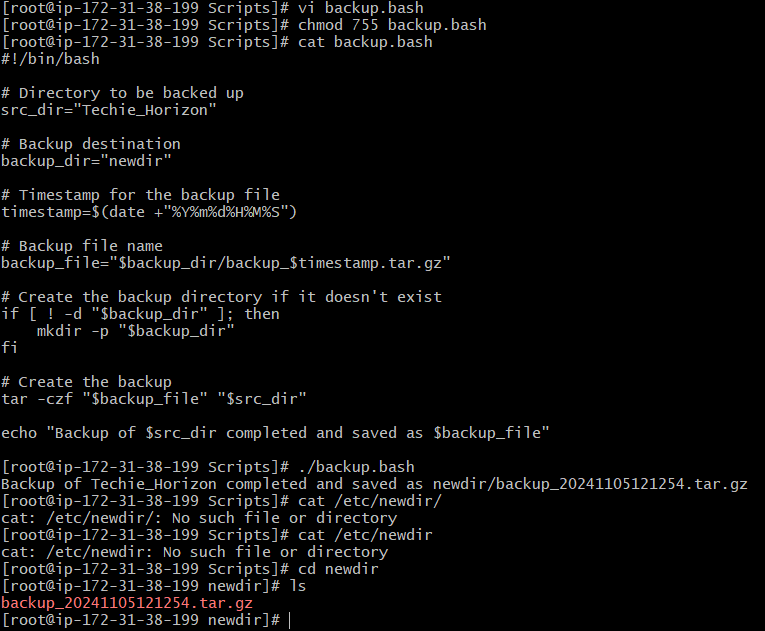 [root@ip-172-31-38-199 Scripts]# vi backup.bash
[root@ip-172-31-38-199 Scripts]# chmod 755 backup.bash
[root@ip-172-31-38-199 Scripts]# cat backup.bash
#!/bin/bash

# Directory to be backed up
src_dir="Techie_Horizon"

# Backup destination
backup_dir="newdir"

# Timestamp for the backup file
timestamp=$(date +"%Y%m%d%H%M%S")

# Backup file name
backup_file="$backup_dir/backup_$timestamp.tar.gz"

# Create the backup directory if it doesn't exist
if [ ! -d "$backup_dir" ]; then
    mkdir -p "$backup_dir"
fi

# Create the backup
tar -czf "$backup_file" "$src_dir"

echo "Backup of $src_dir completed and saved as $backup_file"

[root@ip-172-31-38-199 Scripts]# ./backup.bash
Backup of Techie_Horizon completed and saved as newdir/backup_20241105121254.tar.gz
[root@ip-172-31-38-199 Scripts]# cat /etc/newdir/
cat: /etc/newdir/: No such file or directory
[root@ip-172-31-38-199 Scripts]# cat /etc/newdir
cat: /etc/newdir: No such file or directory
[root@ip-172-31-38-199 Scripts]# cd newdir
[root@ip-172-31-38-199 newdir]# ls
backup_20241105121254.tar.gz
[root@ip-172-31-38-199 newdir]#